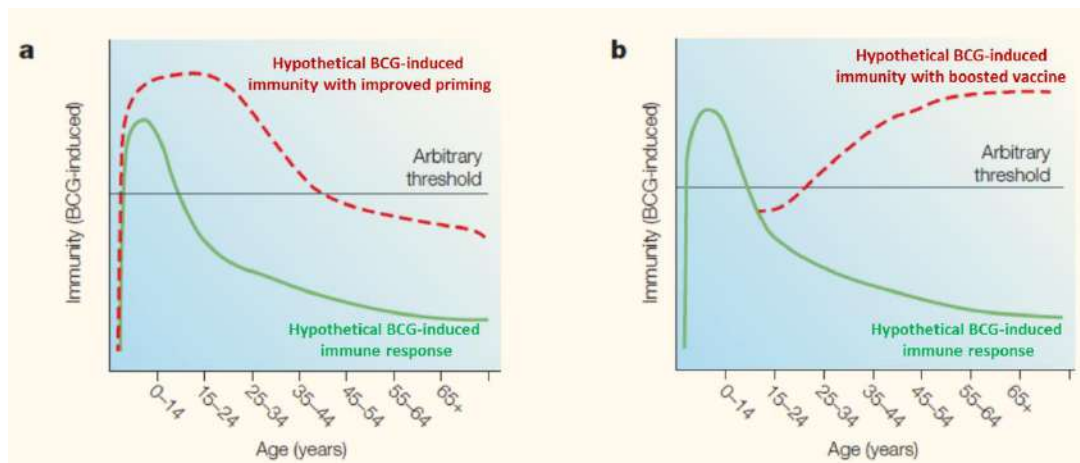 a
Hypothetical BCG-induced
immunity with improved priming
Arbitrary
threshold
Immunity (BCG-induced)
Hypothetical BCG-induced
immune response
0–14
15–24
25–34
35–44
45–54
55–64
65+
Age (years)
b
Hypothetical BCG-induced
immunity with boosted vaccine
Arbitrary
threshold
Immunity (BCG-induced)
Hypothetical BCG-induced
immune response
0–14
15–24
25–34
35–44
45–54
55–64
65+
Age (years)